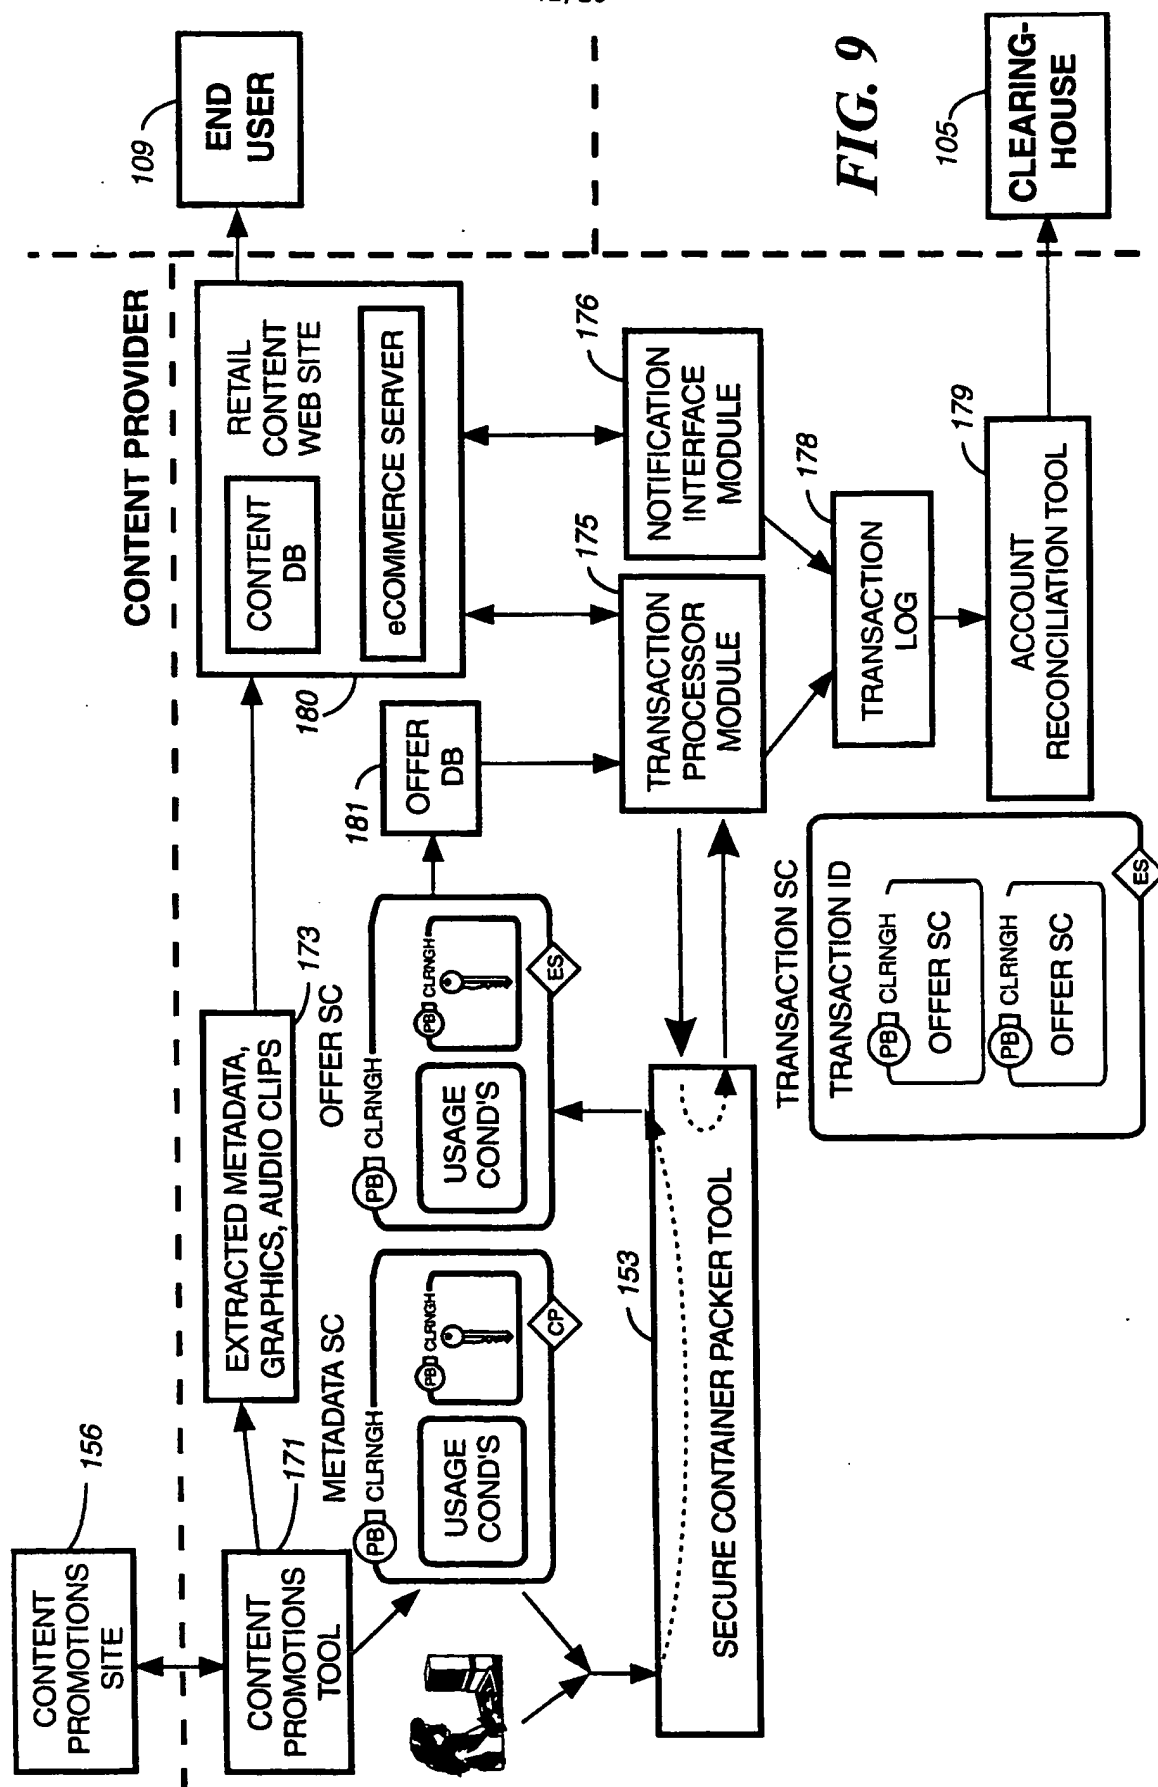 CONTENT
PROMOTIONS
SITE
156
CONTENT PROVIDER
109
END
USER
CONTENT
PROMOTIONS
TOOL
171
EXTRACTED METADATA,
GRAPHICS, AUDIO CLIPS
173
RETAIL
CONTENT
WEB SITE
CONTENT
DB
eCOMMERCE SERVER
180
METADATA SC
PB CLRNGH
USAGE
COND'S
PB CLRNGH
CP
OFFER SC
PB CLRNGH
USAGE
COND'S
PB CLRNGH
ES
181
OFFER
DB
153
SECURE CONTAINER PACKER TOOL
175
TRANSACTION
PROCESSOR
MODULE
176
NOTIFICATION
INTERFACE
MODULE
178
TRANSACTION
LOG
TRANSACTION SC
TRANSACTION ID
PB CLRNGH
OFFER SC
PB CLRNGH
OFFER SC
ES
179
ACCOUNT
RECONCILIATION TOOL
FIG. 9
105
CLEARING-
HOUSE